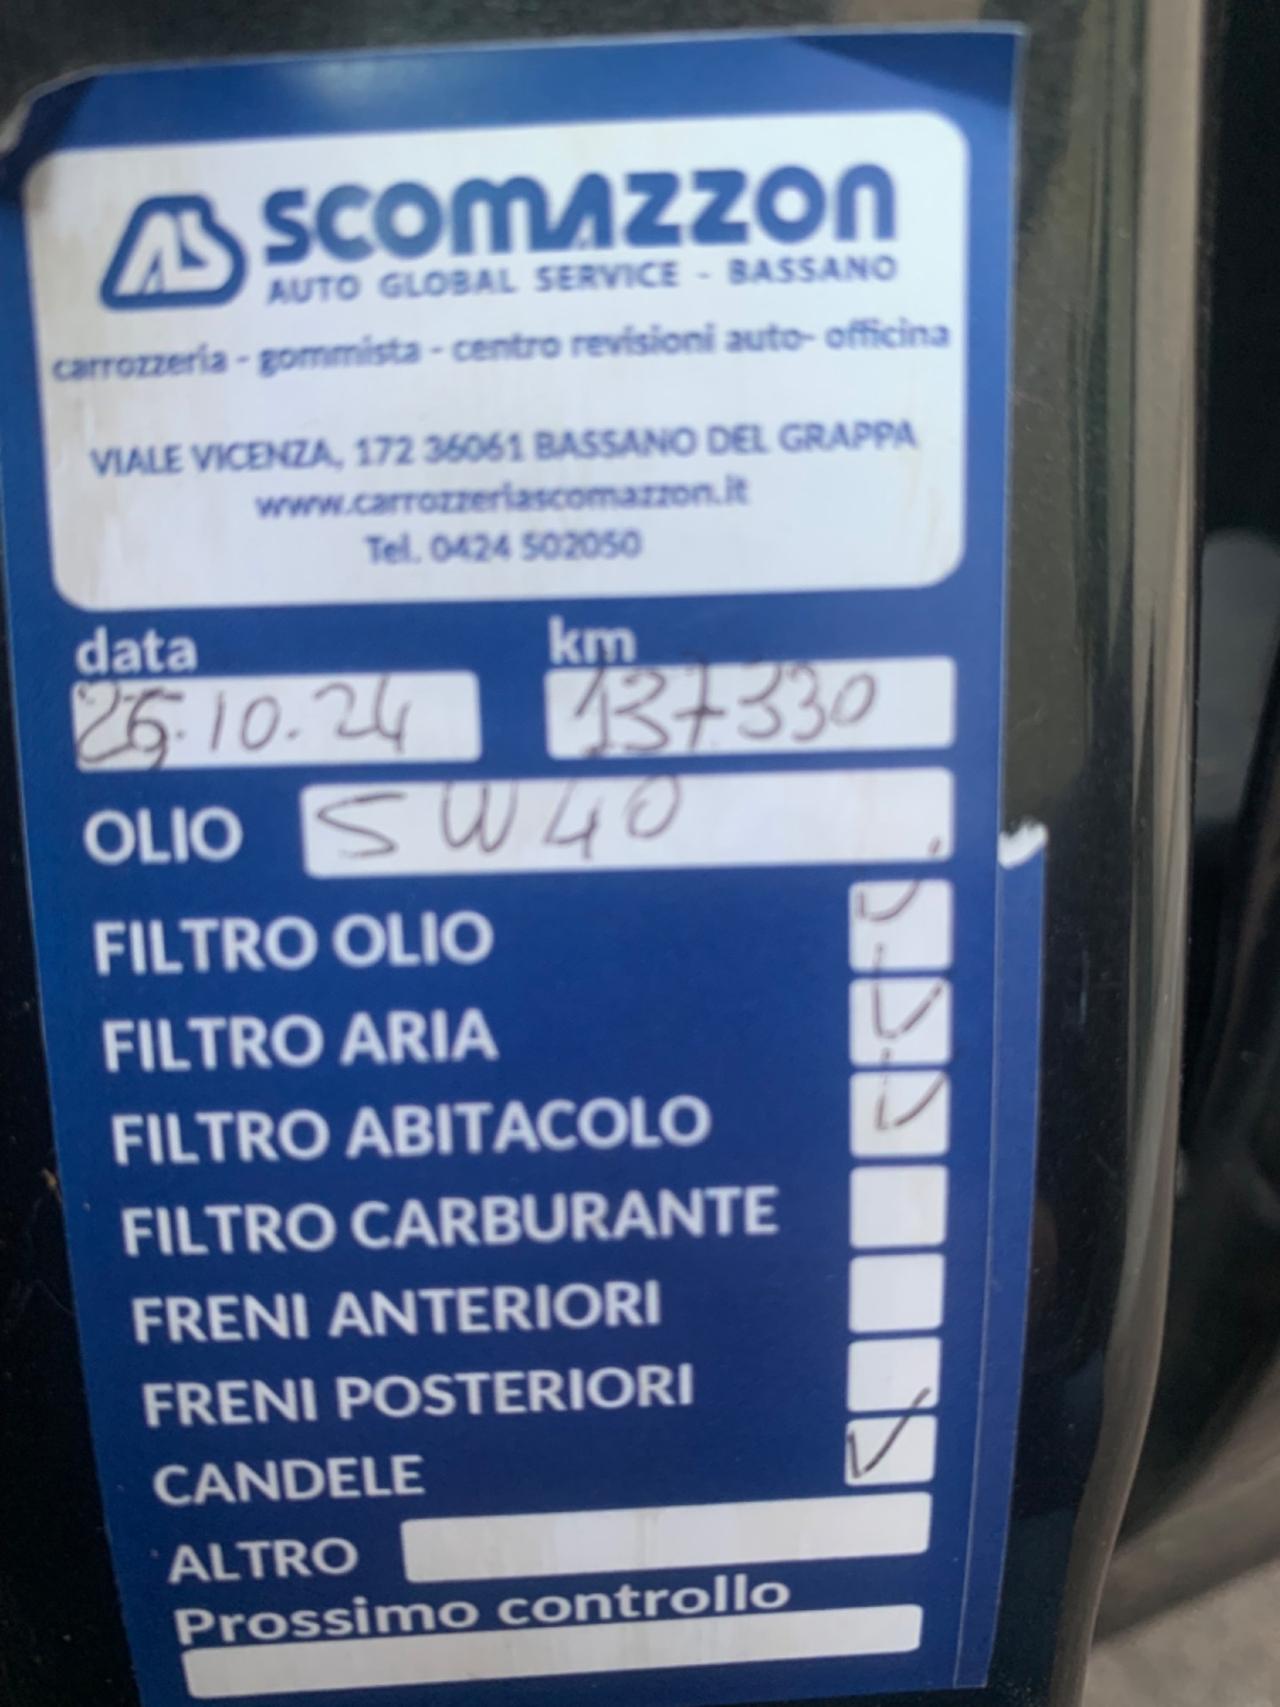 SCOMAZZON
AUTO GLOBAL SERVICE - BASSANO
carrozzeria - gommista - centro revisioni auto- officina
VIALE VICENZA, 172 36061 BASSANO DEL GRAPPA
www.carrozzeriascomazzon.it
Tel. 0424 502050
data km
25.10.24 137330
OLIO 5W40
FILTRO OLIO
FILTRO ARIA
FILTRO ABITACOLO
FILTRO CARBURANTE
FRENI ANTERIORI
FRENI POSTERIORI
CANDELE
ALTRO
Prossimo controllo